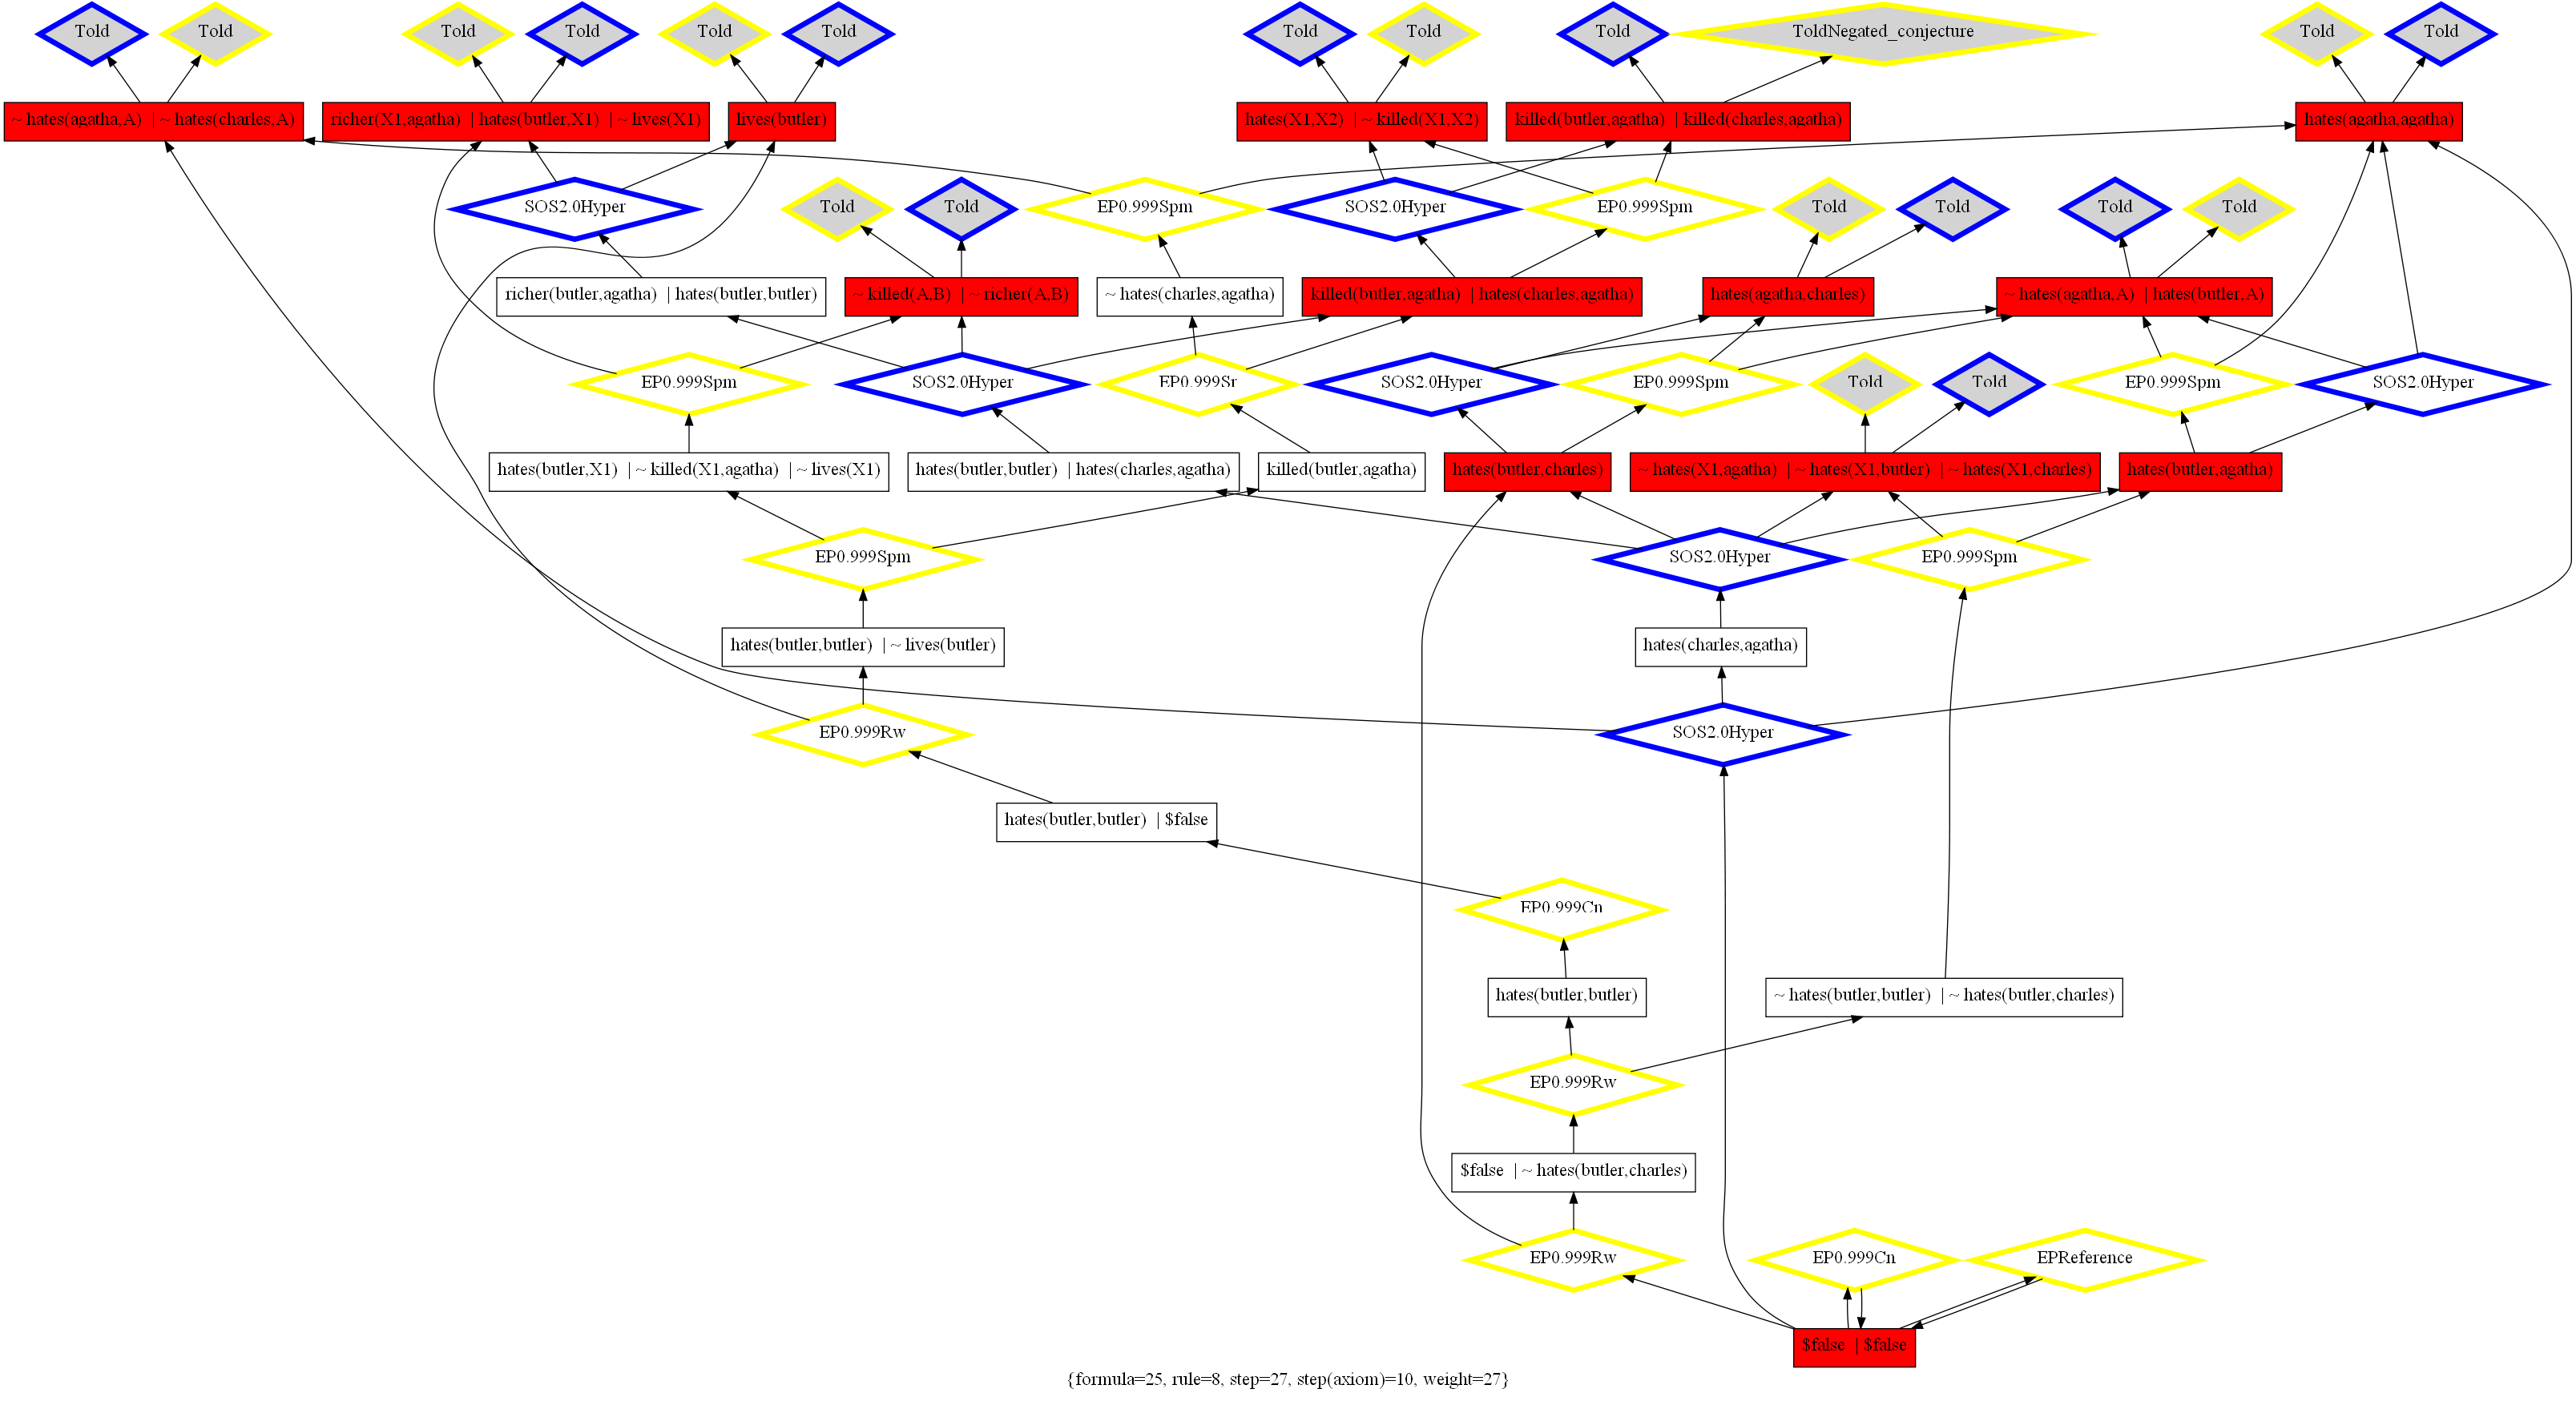 Told
Told
Told
Told
Told
Told
Told
Told
Told
ToldNegated_conjecture
Told
Told
~ hates(agatha,A) | ~ hates(charles,A)
richer(X1,agatha) | hates(butler,X1) | ~ lives(X1)
lives(butler)
hates(X1,X2) | ~ killed(X1,X2)
killed(butler,agatha) | killed(charles,agatha)
hates(agatha,agatha)
SOS2.0Hyper
Told
Told
EP0.999Spm
SOS2.0Hyper
EP0.999Spm
Told
Told
Told
Told
richer(butler,agatha) | hates(butler,butler)
~ killed(A,B) | ~ richer(A,B)
~ hates(charles,agatha)
killed(butler,agatha) | hates(charles,agatha)
hates(agatha,charles)
~ hates(agatha,A) | hates(butler,A)
EP0.999Spm
SOS2.0Hyper
EP0.999Sr
SOS2.0Hyper
EP0.999Spm
Told
Told
EP0.999Spm
SOS2.0Hyper
hates(butler,X1) | ~ killed(X1,agatha) | ~ lives(X1)
hates(butler,butler) | hates(charles,agatha)
killed(butler,agatha)
hates(butler,charles)
~ hates(X1,agatha) | ~ hates(X1,butler) | ~ hates(X1,charles)
hates(butler,agatha)
EP0.999Spm
SOS2.0Hyper
EP0.999Spm
hates(butler,butler) | ~ lives(butler)
hates(charles,agatha)
EP0.999Rw
SOS2.0Hyper
hates(butler,butler) | $false
EP0.999Cn
hates(butler,butler)
~ hates(butler,butler) | ~ hates(butler,charles)
EP0.999Rw
$false | ~ hates(butler,charles)
EP0.999Rw
EP0.999Cn
EPReference
$false | $false
{formula=25, rule=8, step=27, step(axiom)=10, weight=27}